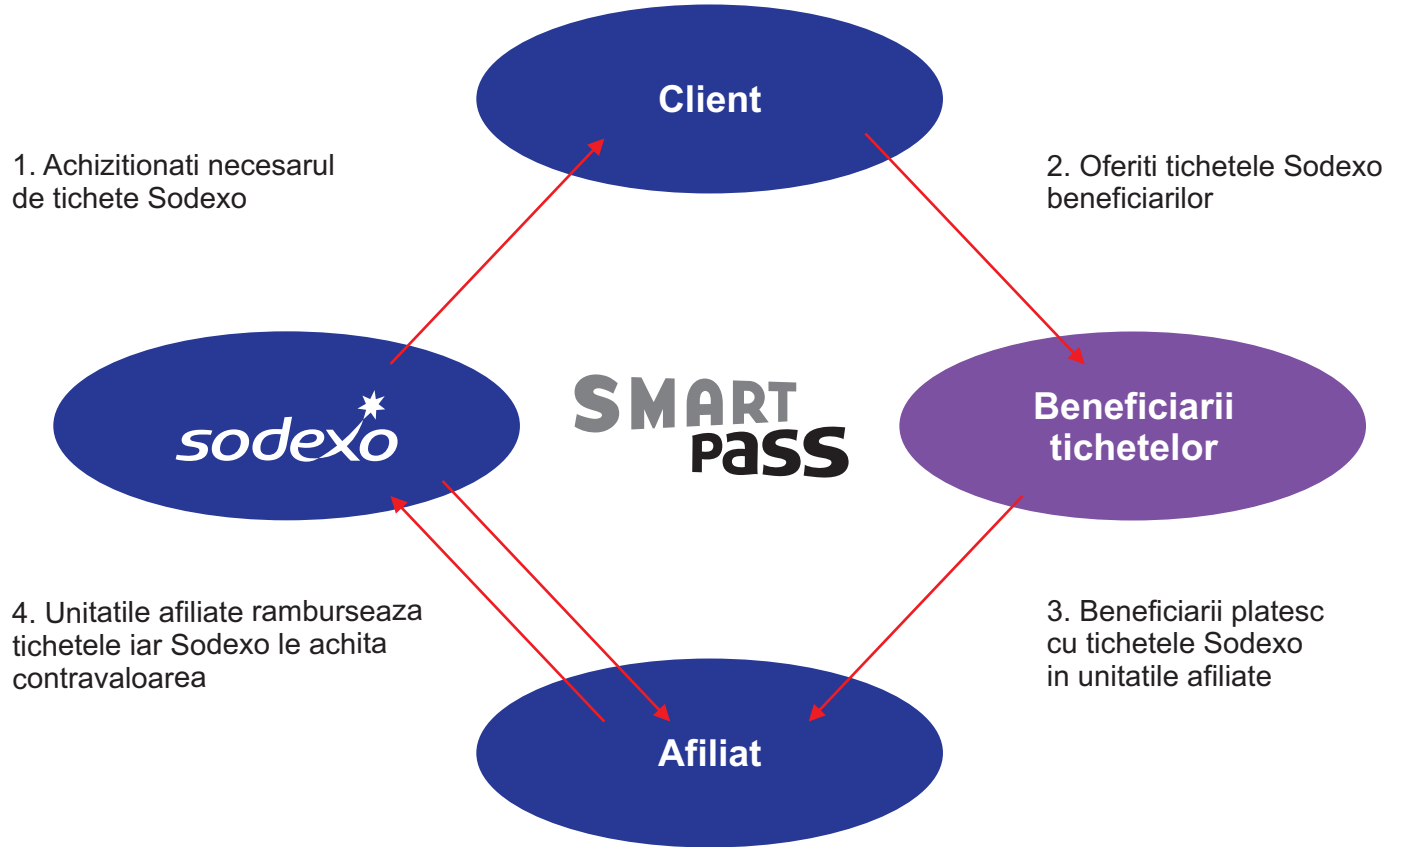 Client
1. Achizitionati necesarul
de tichete Sodexo
2. Oferiti tichetele Sodexo
beneficiarilor
sodexo
SMART
Pass
Beneficiarii
tichetelor
4. Unitatile afiliate ramburseaza
tichetele iar Sodexo le achita
contravaloarea
3. Beneficiarii platesc
cu tichetele Sodexo
in unitatile afiliate
Afiliat